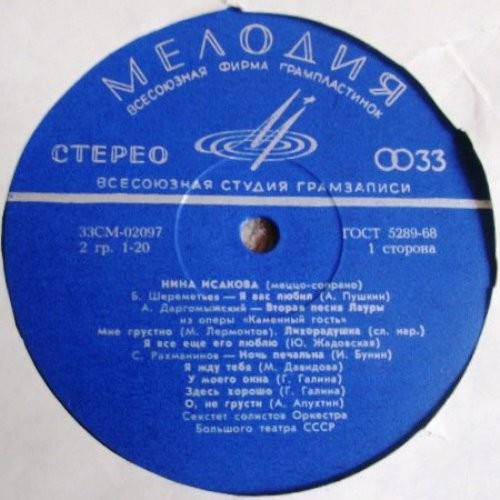 МЕЛОДИЯ
ВСЕСОЮЗНАЯ ФИРМА ГРАМПЛАСТИНОК
СТЕРЕО
33
ВСЕСОЮЗНАЯ СТУДИЯ ГРАМЗАПИСИ
33СМ-02097 ГОСТ 5289-68
2 гр. 1-20 1 сторона
НИНА ИСАКОВА (меццо-сопрано)
Б. Шереметьев — Я вас любил (А. Пушкин)
А. Даргомыжский — Вторая песня Лауры
из оперы «Каменный гость»
Мне грустно (М. Лермонтов). Лихорадушка (сл. нар.)
Я все еще его люблю (Ю. Жадовская)
С. Рахманинов — Ночь печальна (И. Бунин)
Я жду тебя (М. Давидова)
У моего окна (Г. Галина)
Здесь хорошо (Г. Галина)
О, не грусти (А. Апухтин)
Секстет солистов Оркестра
Большого театра СССР